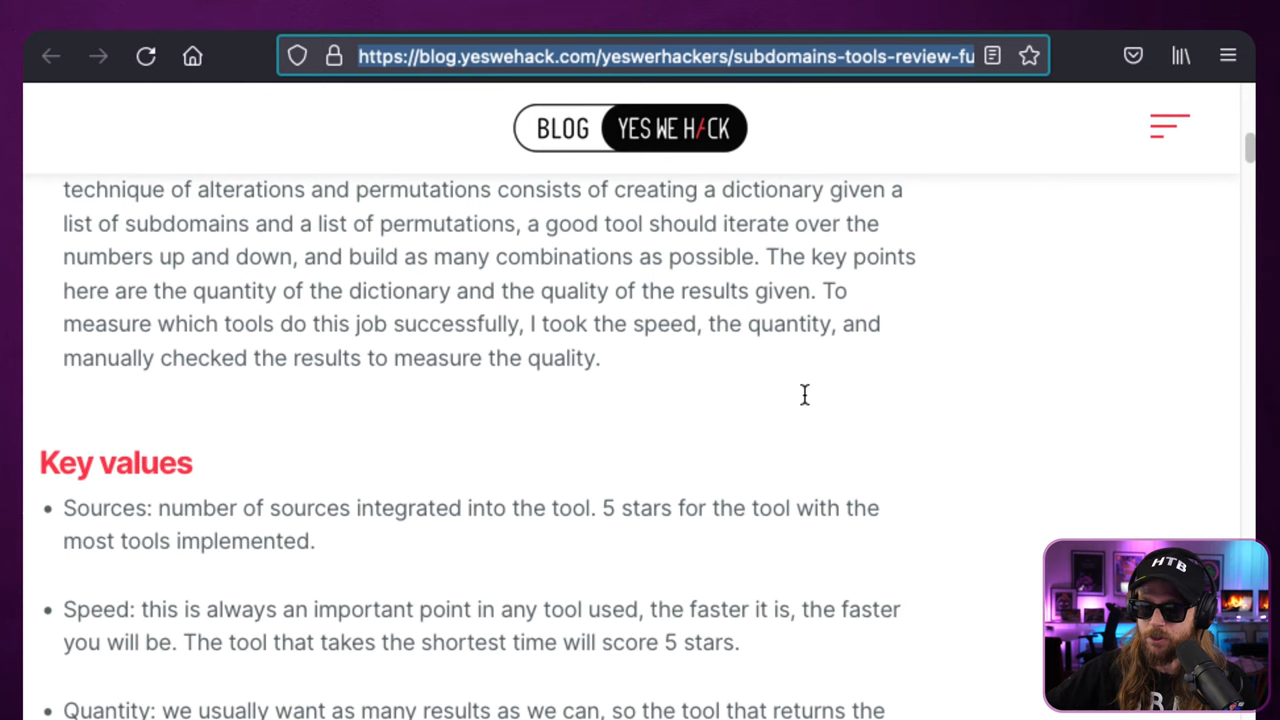 https://blog.yeswehack.com/yeswerhackers/subdomains-tools-review-fu
BLOG YES WE H/CK
technique of alterations and permutations consists of creating a dictionary given a
list of subdomains and a list of permutations, a good tool should iterate over the
numbers up and down, and build as many combinations as possible. The key points
here are the quantity of the dictionary and the quality of the results given. To
measure which tools do this job successfully, I took the speed, the quantity, and
manually checked the results to measure the quality.
Key values
• Sources: number of sources integrated into the tool. 5 stars for the tool with the
most tools implemented.
• Speed: this is always an important point in any tool used, the faster it is, the faster
you will be. The tool that takes the shortest time will score 5 stars.
• Quantity: we usually want as many results as we can, so the tool that returns the
HTB